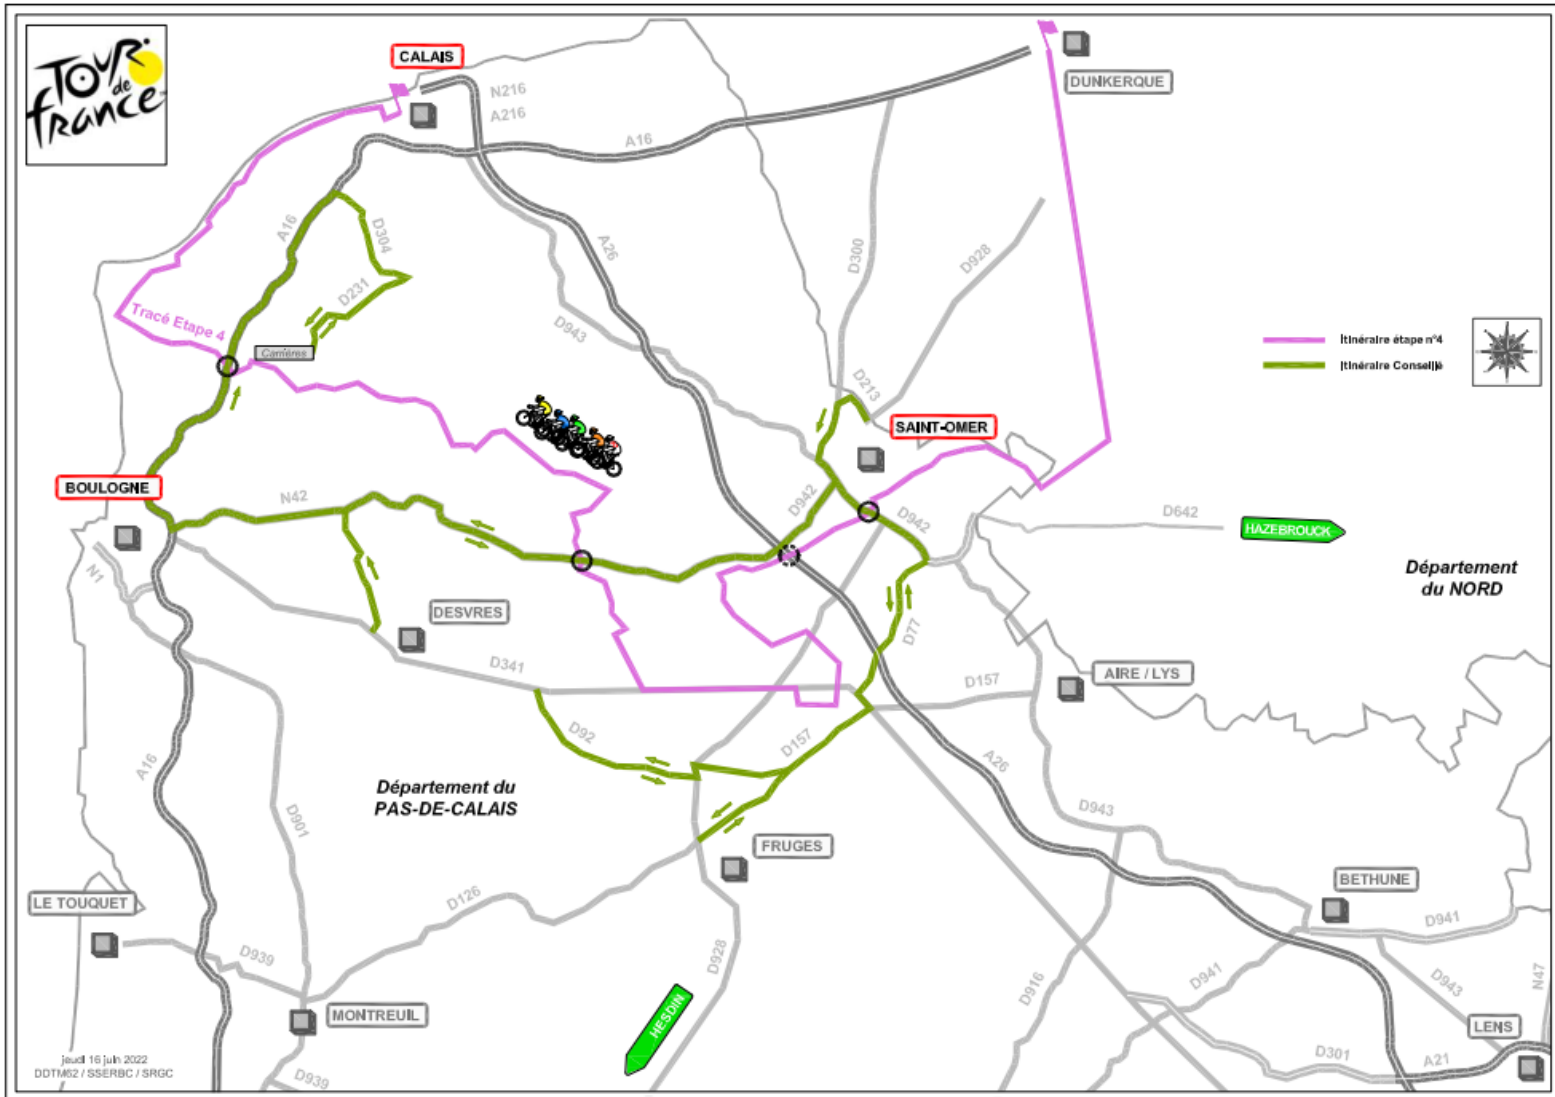 TOUR
de
france
CALAIS
N216
A216
DUNKERQUE
A16
A16
D304
A26
D300
D928
D231
Tracé Etape 4
Carrières
D943
Itinéraire étape n°4
Itinéraire Conseillé
D213
SAINT-OMER
BOULOGNE
N42
D942
D942
D642
HAZEBROUCK
Département
du NORD
N1
DESVRES
D77
D341
D157
AIRE / LYS
D92
D157
A16
A26
Département du
PAS-DE-CALAIS
D901
D943
FRUGES
BETHUNE
LE TOUQUET
D126
D941
D939
D928
D916
D941
D943
N47
MONTREUIL
HESDIN
LENS
jeudi 16 juin 2022
DDTM62 / SSERBC / SRGC
D939
D301
A21